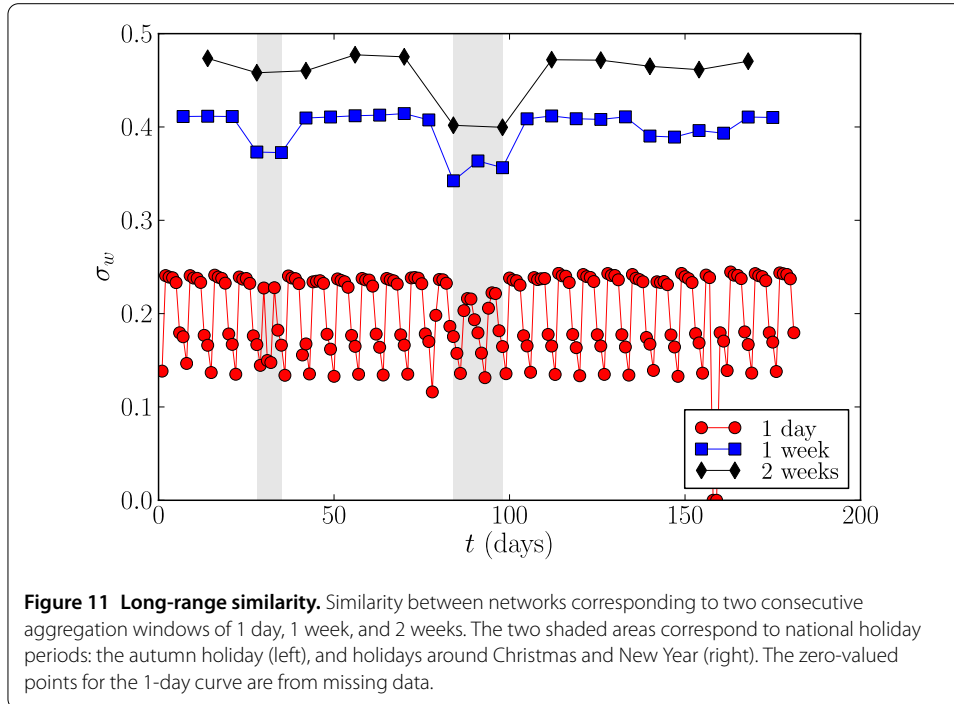 0.5
0.4
0.3
0.2
0.1
0.0
σw
0
50
100
150
200
t (days)
1 day
1 week
2 weeks
Figure 11 Long-range similarity. Similarity between networks corresponding to two consecutive
aggregation windows of 1 day, 1 week, and 2 weeks. The two shaded areas correspond to national holiday
periods: the autumn holiday (left), and holidays around Christmas and New Year (right). The zero-valued
points for the 1-day curve are from missing data.